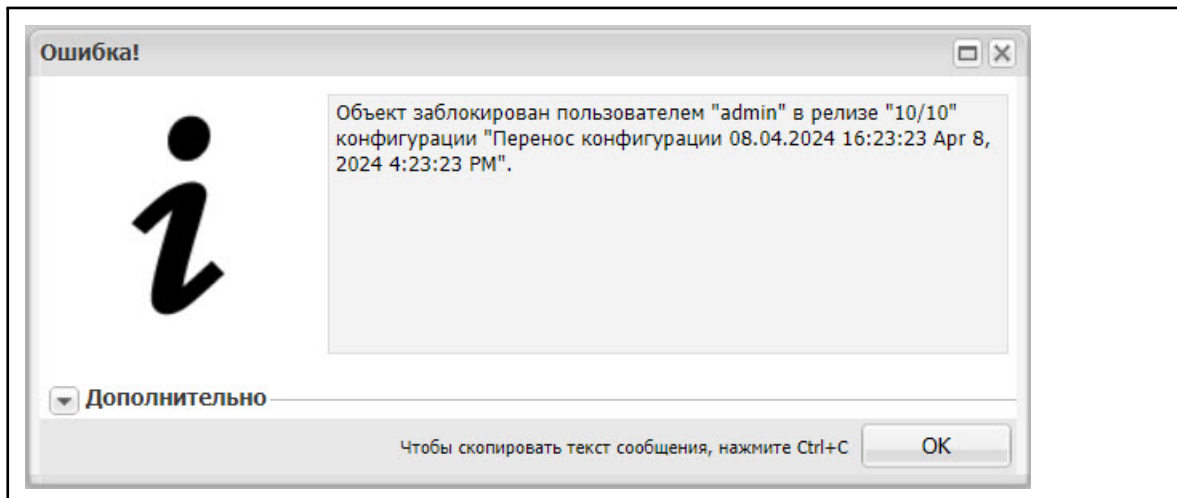 Ошибка!
Объект заблокирован пользователем "admin" в релизе "10/10"
конфигурации "Перенос конфигурации 08.04.2024 16:23:23 Apr 8,
2024 4:23:23 PM".
Дополнительно
Чтобы скопировать текст сообщения, нажмите Ctrl+C
OK